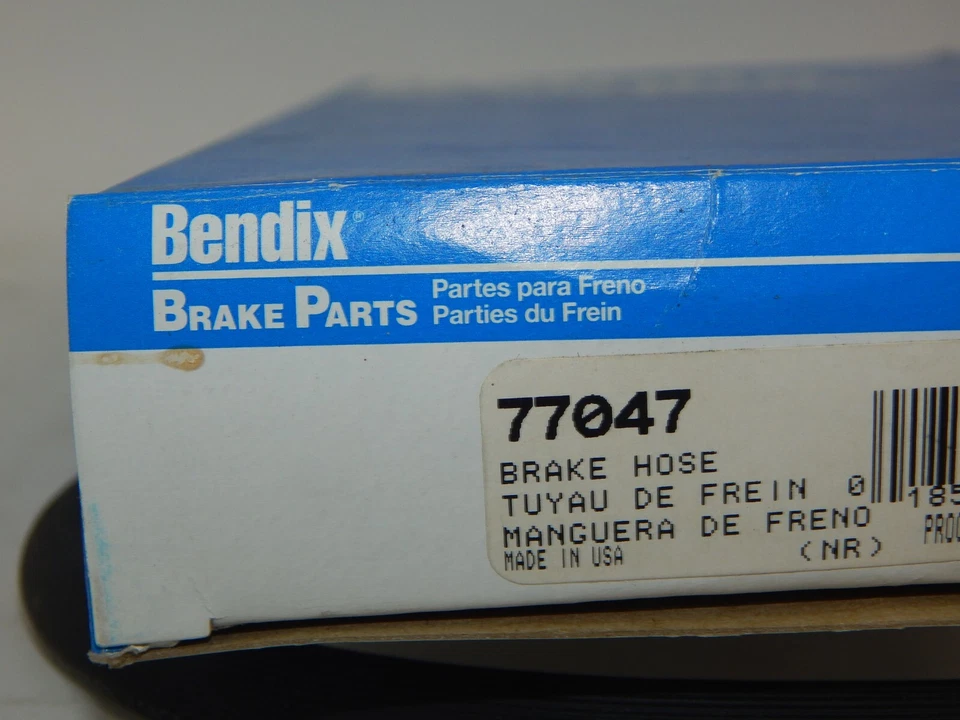 Bendix®
BRAKE PARTS
Partes para Freno
Parties du Frein
77047
BRAKE HOSE
TUYAU DE FREIN
MANGUERA DE FRENO
MADE IN USA (NR)
0 185